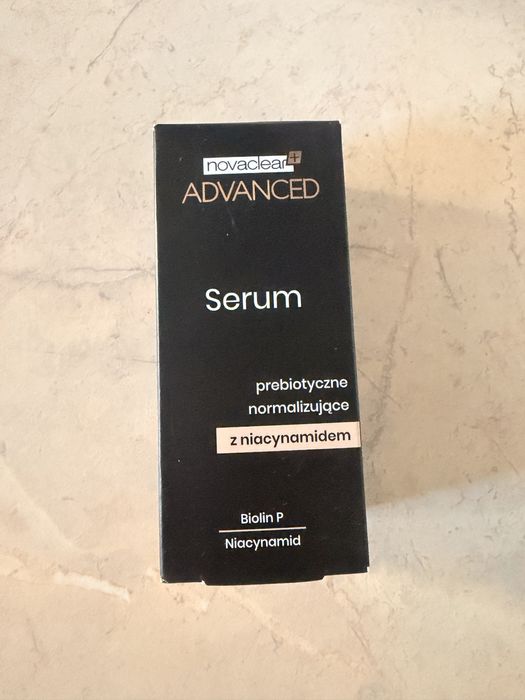 novaclear+
ADVANCED
Serum
prebiotyczne
normalizujące
z niacynamidem
Biolin P
Niacynamid